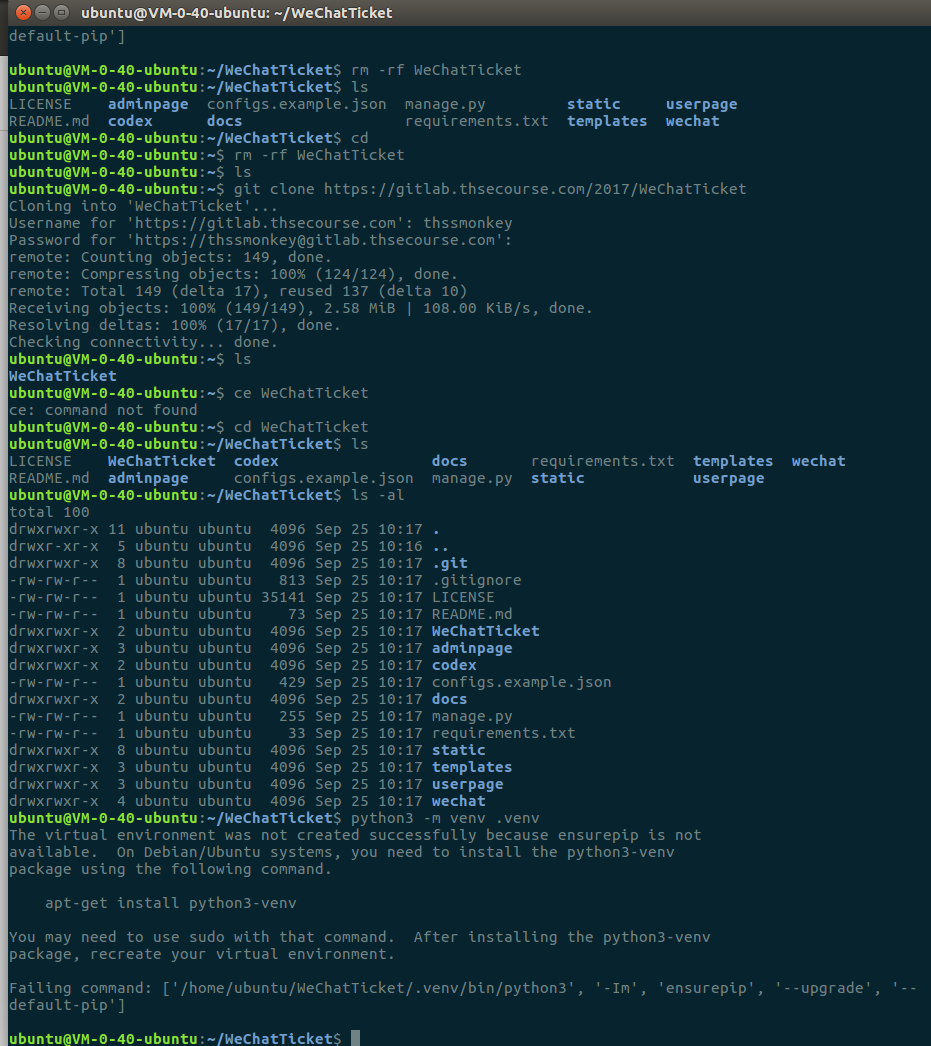 ubuntu@VM-0-40-ubuntu: ~/WeChatTicket
default-pip']
ubuntu@VM-0-40-ubuntu:~/WeChatTicket$ rm -rf WeChatTicket
ubuntu@VM-0-40-ubuntu:~/WeChatTicket$ ls
LICENSE    adminpage  configs.example.json  manage.py         static     userpage
README.md  codex      docs                  requirements.txt  templates  wechat
ubuntu@VM-0-40-ubuntu:~/WeChatTicket$ cd
ubuntu@VM-0-40-ubuntu:~$ rm -rf WeChatTicket
ubuntu@VM-0-40-ubuntu:~$ ls
ubuntu@VM-0-40-ubuntu:~$ git clone https://gitlab.thsecourse.com/2017/WeChatTicket
Cloning into 'WeChatTicket'...
Username for 'https://gitlab.thsecourse.com': thssmonkey
Password for 'https://thssmonkey@gitlab.thsecourse.com':
remote: Counting objects: 149, done.
remote: Compressing objects: 100% (124/124), done.
remote: Total 149 (delta 17), reused 137 (delta 10)
Receiving objects: 100% (149/149), 2.58 MiB | 108.00 KiB/s, done.
Resolving deltas: 100% (17/17), done.
Checking connectivity... done.
ubuntu@VM-0-40-ubuntu:~$ ls
WeChatTicket
ubuntu@VM-0-40-ubuntu:~$ ce WeChatTicket
ce: command not found
ubuntu@VM-0-40-ubuntu:~$ cd WeChatTicket
ubuntu@VM-0-40-ubuntu:~/WeChatTicket$ ls
LICENSE    WeChatTicket  codex                 docs       requirements.txt  templates  wechat
README.md  adminpage     configs.example.json  manage.py  static            userpage
ubuntu@VM-0-40-ubuntu:~/WeChatTicket$ ls -al
total 100
drwxrwxr-x 11 ubuntu ubuntu  4096 Sep 25 10:17 .
drwxr-xr-x  5 ubuntu ubuntu  4096 Sep 25 10:16 ..
drwxrwxr-x  8 ubuntu ubuntu  4096 Sep 25 10:17 .git
-rw-rw-r--  1 ubuntu ubuntu   813 Sep 25 10:17 .gitignore
-rw-rw-r--  1 ubuntu ubuntu 35141 Sep 25 10:17 LICENSE
-rw-rw-r--  1 ubuntu ubuntu    73 Sep 25 10:17 README.md
drwxrwxr-x  2 ubuntu ubuntu  4096 Sep 25 10:17 WeChatTicket
drwxrwxr-x  3 ubuntu ubuntu  4096 Sep 25 10:17 adminpage
drwxrwxr-x  2 ubuntu ubuntu  4096 Sep 25 10:17 codex
-rw-rw-r--  1 ubuntu ubuntu   429 Sep 25 10:17 configs.example.json
drwxrwxr-x  2 ubuntu ubuntu  4096 Sep 25 10:17 docs
-rw-rw-r--  1 ubuntu ubuntu   255 Sep 25 10:17 manage.py
-rw-rw-r--  1 ubuntu ubuntu    33 Sep 25 10:17 requirements.txt
drwxrwxr-x  8 ubuntu ubuntu  4096 Sep 25 10:17 static
drwxrwxr-x  3 ubuntu ubuntu  4096 Sep 25 10:17 templates
drwxrwxr-x  3 ubuntu ubuntu  4096 Sep 25 10:17 userpage
drwxrwxr-x  4 ubuntu ubuntu  4096 Sep 25 10:17 wechat
ubuntu@VM-0-40-ubuntu:~/WeChatTicket$ python3 -m venv .venv
The virtual environment was not created successfully because ensurepip is not
available.  On Debian/Ubuntu systems, you need to install the python3-venv
package using the following command.
    apt-get install python3-venv
You may need to use sudo with that command.  After installing the python3-venv
package, recreate your virtual environment.
Failing command: ['/home/ubuntu/WeChatTicket/.venv/bin/python3', '-Im', 'ensurepip', '--upgrade', '--
default-pip']
ubuntu@VM-0-40-ubuntu:~/WeChatTicket$